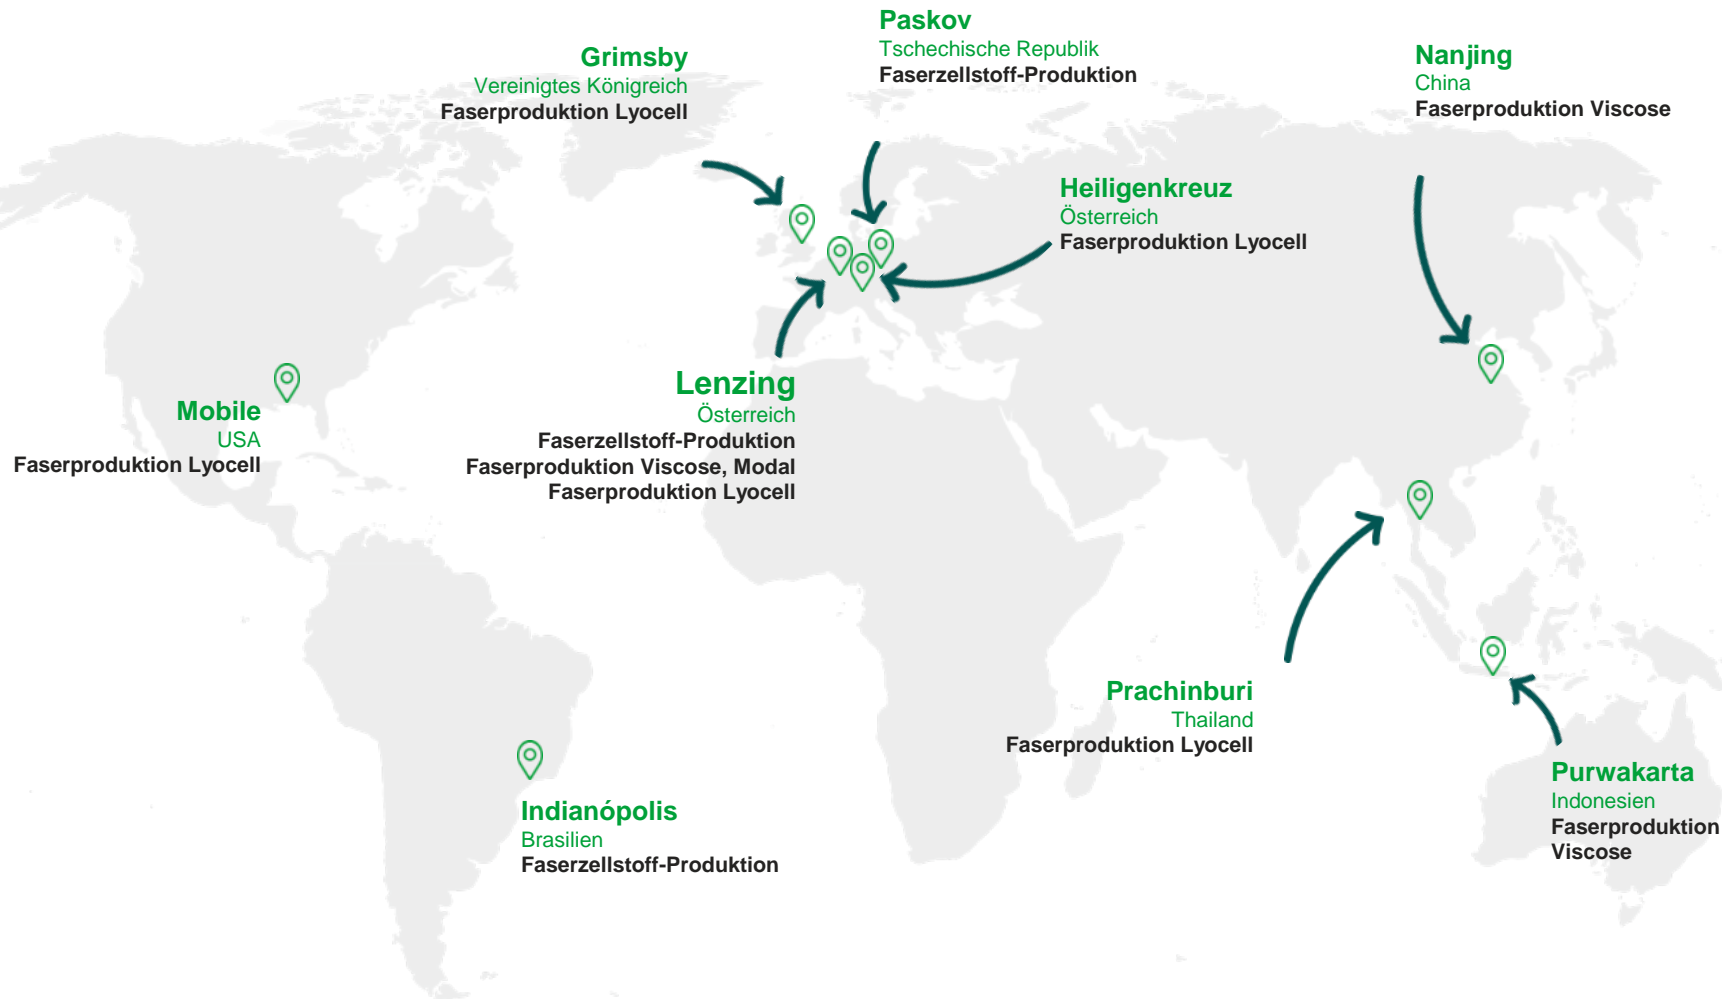 Paskov
Tschechische Republik
Faserzellstoff-Produktion
Grimsby
Vereinigtes Königreich
Faserproduktion Lyocell
Nanjing
China
Faserproduktion Viscose
Heiligenkreuz
Österreich
Faserproduktion Lyocell
Lenzing
Österreich
Faserzellstoff-Produktion
Faserproduktion Viscose, Modal
Faserproduktion Lyocell
Mobile
USA
Faserproduktion Lyocell
Prachinburi
Thailand
Faserproduktion Lyocell
Purwakarta
Indonesien
Faserproduktion
Viscose
Indianópolis
Brasilien
Faserzellstoff-Produktion